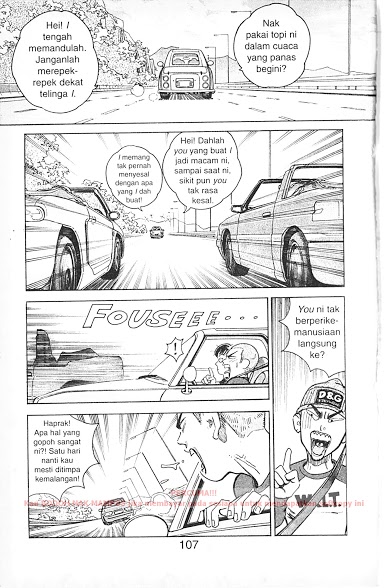 Hei! I
tengah
memandulah.
Janganlah
merepek-
repek dekat
telinga I.
Nak
pakai topi ni
dalam cuaca
yang panas
begini?
Hei! Dahlah
you yang buat I
jadi macam ni,
sampai saat ni,
sikit pun you
tak rasa
kesal.
I memang
tak pernah
menyesal
dengan apa
yang I dah
buat!
FOUSEEE...
!
You ni tak
berperike-
manusiaan
langsung
ke?
DRG
Haprak!
Apa hal yang
gopoh sangat
ni?! Satu hari
nanti kau
mesti ditimpa
kemalangan!
107